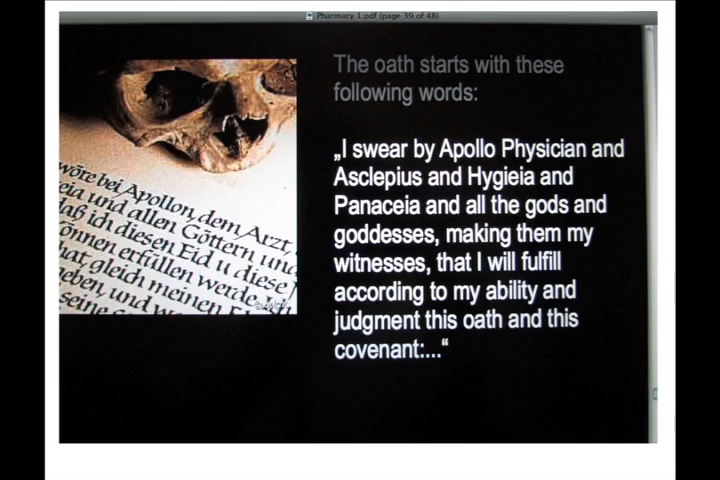 Pharmacy 1.pdf (page 39 of 48)
The oath starts with these
following words:
„I swear by Apollo Physician and
Asclepius and Hygieia and
Panaceia and all the gods and
goddesses, making them my
witnesses, that I will fulfill
according to my ability and
judgment this oath and this
covenant:...“
wöre bei Apollon, dem Arzt,
eia und allen Göttern und
daß ich diesen Eid u diese
önnen erfüllen werde
hat, gleich meinen
eben, und
seine